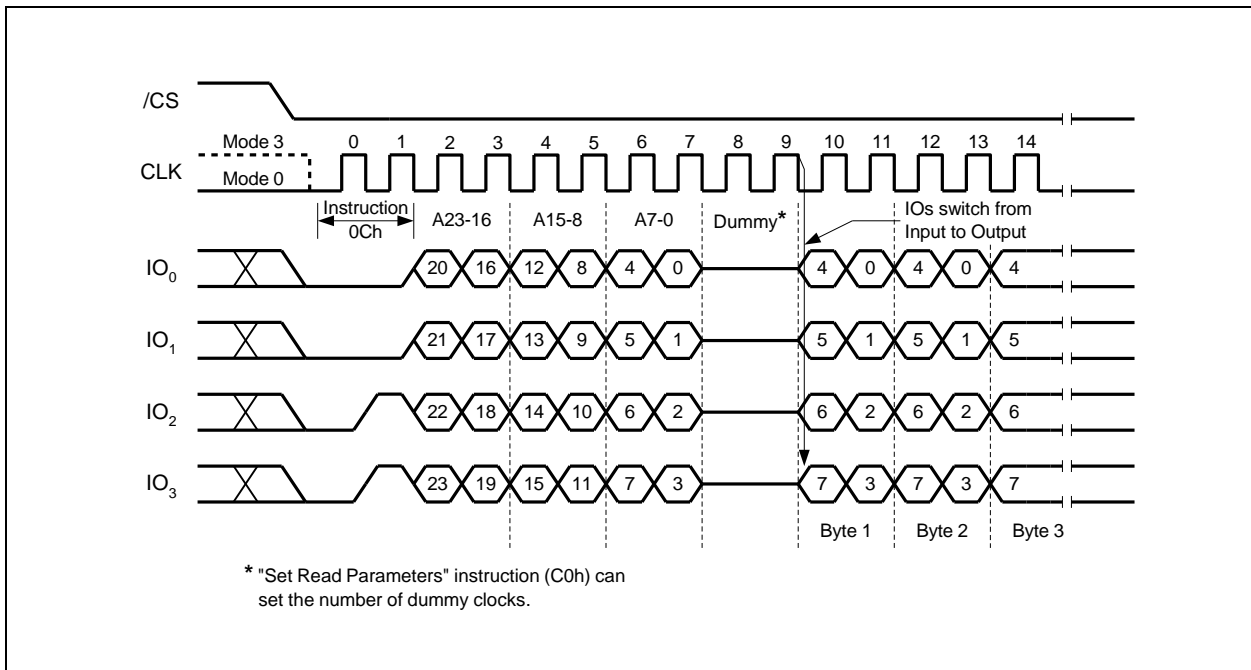 /CS
Mode 3
0 1 2 3 4 5 6 7 8 9 10 11 12 13 14
CLK
Mode 0
Instruction
0Ch
A23-16 A15-8 A7-0 Dummy*
IOs switch from
Input to Output
IO0 20 16 12 8 4 0 4 0 4 0 4
IO1 21 17 13 9 5 1 5 1 5 1 5
IO2 22 18 14 10 6 2 6 2 6 2 6
IO3 23 19 15 11 7 3 7 3 7 3 7
Byte 1 Byte 2 Byte 3
* "Set Read Parameters" instruction (C0h) can
set the number of dummy clocks.